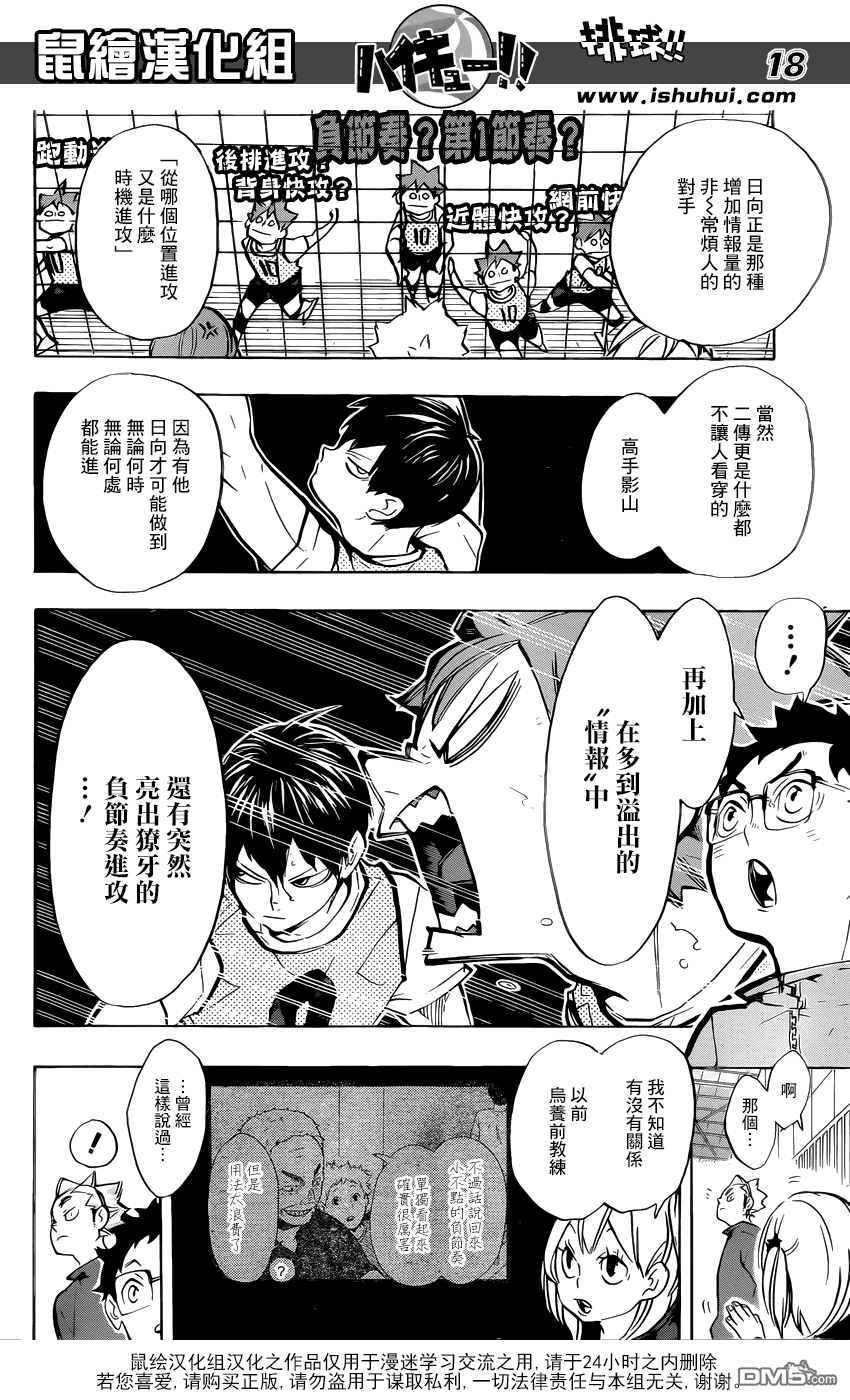 鼠繪漢化組
ハイキュー!!
排球!!
18
www.ishuhui.com
日向正是那種
增加情報量的
非~常煩人的
對手
負節奏？第1節奏？
網前快
近體快攻？
後排進攻？
背身快攻？
跑動進
「從哪個位置進攻
又是什麼
時機進攻」
10
10
10
當然
二傳更是什麼都
不讓人看穿的
高手影山
因為有他
日向才可能做到
無論何時
無論何處
都能進
…!
再加上
在多到溢出的
〝情報〞中
還有突然
亮出獠牙的
負節奏進攻
…!
啊
那個…
我不知道
有沒有關係
以前
烏養前教練
不過話說回來
小不點的負節奏
單獨看起來
確實很厲害
但是
用法太浪費了
?
…曾經
這樣說過…
!
鼠绘汉化组汉化之作品仅用于漫迷学习交流之用, 请于24小时之内删除
若您喜爱, 请购买正版, 请勿盗用于谋取私利, 一切法律责任与本组无关, 谢谢。
DM5.com